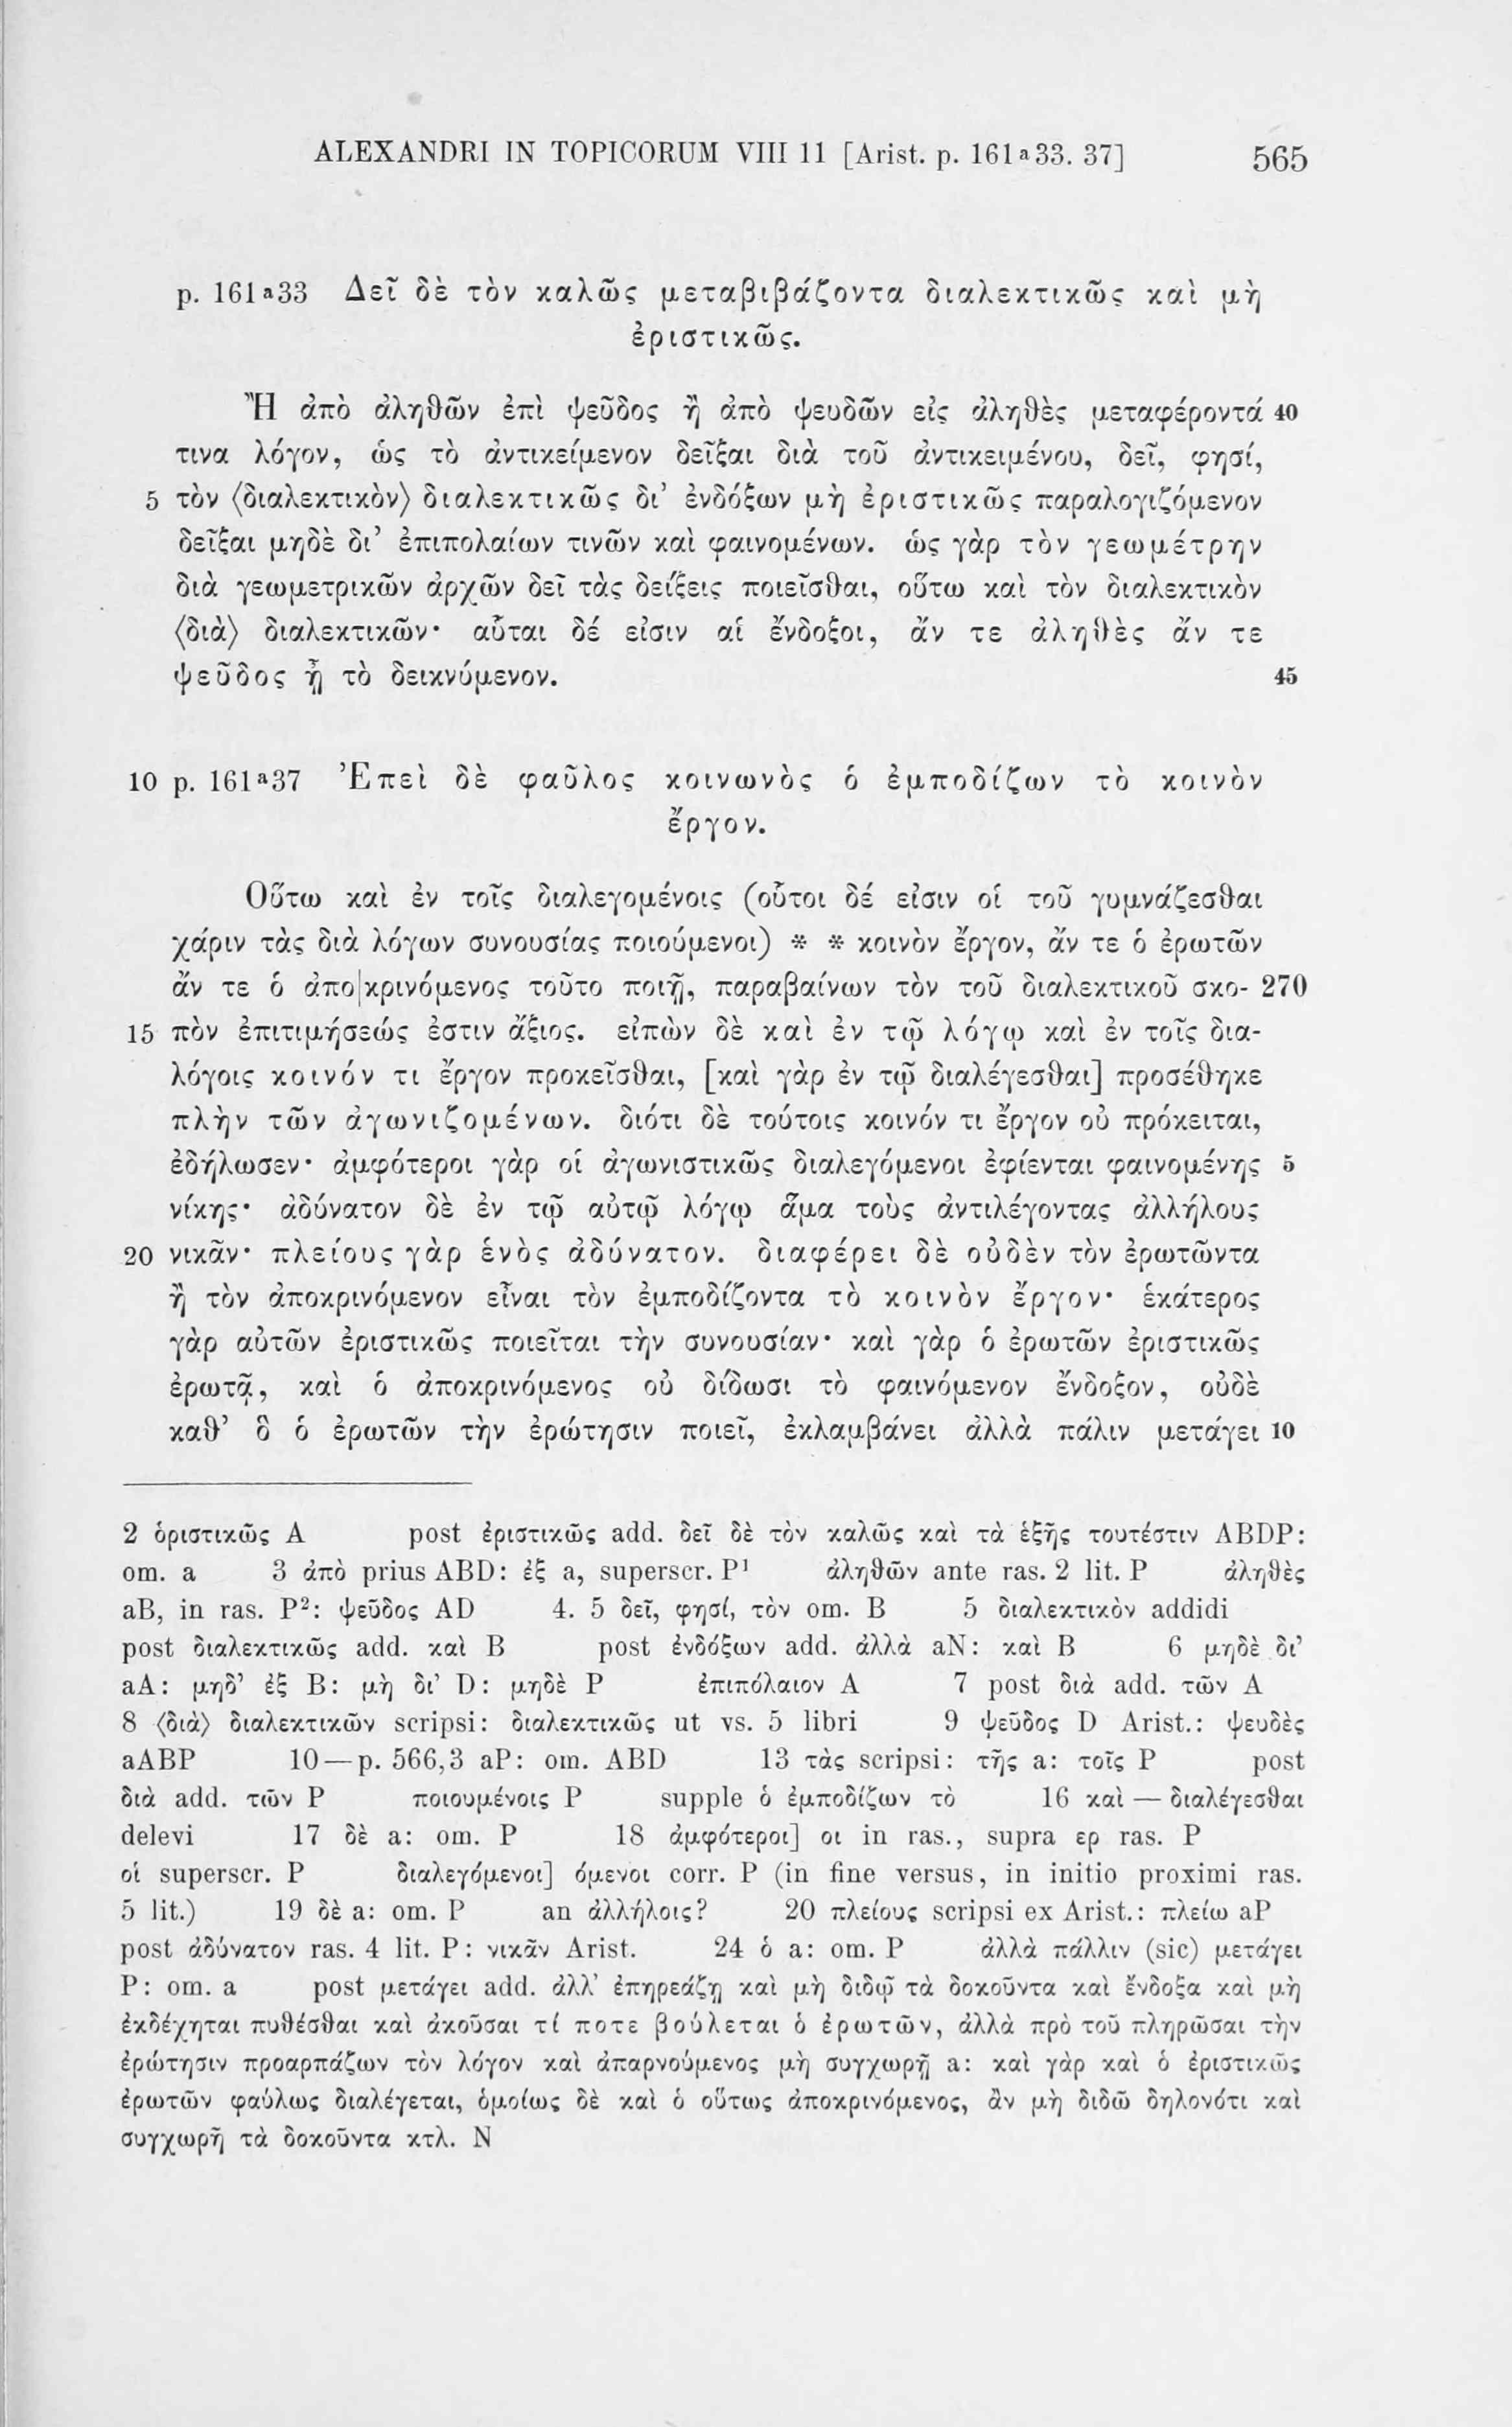 ALEXANDRI IN TOPICORUM VIII 11 [Arist. p. 161ᵃ33. 37] 565
p. 161ᵃ33 Δεῖ δὲ τὸν καλῶς μεταβιβάζοντα διαλεκτικῶς καὶ μὴ
ἐριστικῶς.
Ἢ ἀπὸ ἀληθῶν ἐπὶ ψεῦδος ἢ ἀπὸ ψευδῶν εἰς ἀληθὲς μεταφέροντά 40
τινα λόγον, ὡς τὸ ἀντικείμενον δεῖξαι διὰ τοῦ ἀντικειμένου, δεῖ, φησί,
5 τὸν ⟨διαλεκτικὸν⟩ διαλεκτικῶς δι’ ἐνδόξων μὴ ἐριστικῶς παραλογιζόμενον
δεῖξαι μηδὲ δι’ ἐπιπολαίων τινῶν καὶ φαινομένων. ὡς γὰρ τὸν γεωμέτρην
διὰ γεωμετρικῶν ἀρχῶν δεῖ τὰς δείξεις ποιεῖσθαι, οὕτω καὶ τὸν διαλεκτικὸν
⟨διὰ⟩ διαλεκτικῶν· αὗται δέ εἰσιν αἱ ἔνδοξοι, ἄν τε ἀληθὲς ἄν τε
ψεῦδος ᾖ τὸ δεικνύμενον. 45
10 p. 161ᵃ37 Ἐπεὶ δὲ φαῦλος κοινωνὸς ὁ ἐμποδίζων τὸ κοινὸν
ἔργον.
Οὕτω καὶ ἐν τοῖς διαλεγομένοις (οὗτοι δέ εἰσιν οἱ τοῦ γυμνάζεσθαι
χάριν τὰς διὰ λόγων συνουσίας ποιούμενοι) * * κοινὸν ἔργον, ἄν τε ὁ ἐρωτῶν
ἄν τε ὁ ἀπο|κρινόμενος τοῦτο ποιῇ, παραβαίνων τὸν τοῦ διαλεκτικοῦ σκο- 270
15 πὸν ἐπιτιμήσεώς ἐστιν ἄξιος. εἰπὼν δὲ καὶ ἐν τῷ λόγῳ καὶ ἐν τοῖς δια-
λόγοις κοινόν τι ἔργον προκεῖσθαι, [καὶ γὰρ ἐν τῷ διαλέγεσθαι] προσέθηκε
πλὴν τῶν ἀγωνιζομένων. διότι δὲ τούτοις κοινόν τι ἔργον οὐ πρόκειται,
ἐδήλωσεν· ἀμφότεροι γὰρ οἱ ἀγωνιστικῶς διαλεγόμενοι ἐφίενται φαινομένης 5
νίκης· ἀδύνατον δὲ ἐν τῷ αὐτῷ λόγῳ ἅμα τοὺς ἀντιλέγοντας ἀλλήλους
20 νικᾶν· πλείους γὰρ ἑνὸς ἀδύνατον. διαφέρει δὲ οὐδὲν τὸν ἐρωτῶντα
ἢ τὸν ἀποκρινόμενον εἶναι τὸν ἐμποδίζοντα τὸ κοινὸν ἔργον· ἑκάτερος
γὰρ αὐτῶν ἐριστικῶς ποιεῖται τὴν συνουσίαν· καὶ γὰρ ὁ ἐρωτῶν ἐριστικῶς
ἐρωτᾷ, καὶ ὁ ἀποκρινόμενος οὐ δίδωσι τὸ φαινόμενον ἔνδοξον, οὐδὲ
καθ’ ὃ ὁ ἐρωτῶν τὴν ἐρώτησιν ποιεῖ, ἐκλαμβάνει ἀλλὰ πάλιν μετάγει 10
2 ὁριστικῶς A post ἐριστικῶς add. δεῖ δὲ τὸν καλῶς καὶ τὰ ἑξῆς τουτέστιν ABDP:
om. a 3 ἀπὸ prius ABD: ἐξ a, superscr. P¹ ἀληθῶν ante ras. 2 lit. P ἀληθὲς
aB, in ras. P²: ψεῦδος AD 4. 5 δεῖ, φησί, τὸν om. B 5 διαλεκτικὸν addidi
post διαλεκτικῶς add. καὶ B post ἐνδόξων add. ἀλλὰ aN: καὶ B 6 μηδὲ δι’
aA: μηδ’ ἐξ B: μὴ δι’ D: μηδὲ P ἐπιπόλαιον A 7 post διὰ add. τῶν A
8 ⟨διὰ⟩ διαλεκτικῶν scripsi: διαλεκτικῶς ut vs. 5 libri 9 ψεῦδος D Arist.: ψευδὲς
aABP 10—p. 566,3 aP: om. ABD 13 τὰς scripsi: τῆς a: τοῖς P post
διὰ add. τῶν P ποιουμένοις P supple ὁ ἐμποδίζων τὸ 16 καὶ — διαλέγεσθαι
delevi 17 δὲ a: om. P 18 ἀμφότεροι] οι in ras., supra ερ ras. P
οἱ superscr. P διαλεγόμενοι] όμενοι corr. P (in fine versus, in initio proximi ras.
5 lit.) 19 δὲ a: om. P an ἀλλήλοις? 20 πλείους scripsi ex Arist.: πλείω aP
post ἀδύνατον ras. 4 lit. P: νικᾶν Arist. 24 ὁ a: om. P ἀλλὰ πάλλιν (sic) μετάγει
P: om. a post μετάγει add. ἀλλ’ ἐπηρεάζῃ καὶ μὴ διδῷ τὰ δοκοῦντα καὶ ἔνδοξα καὶ μὴ
ἐκδέχηται πυθέσθαι καὶ ἀκοῦσαι τί ποτε βούλεται ὁ ἐρωτῶν, ἀλλὰ πρὸ τοῦ πληρῶσαι τὴν
ἐρώτησιν προαρπάζων τὸν λόγον καὶ ἀπαρνούμενος μὴ συγχωρῇ a: καὶ γὰρ καὶ ὁ ἐριστικῶς
ἐρωτῶν φαύλως διαλέγεται, ὁμοίως δὲ καὶ ὁ οὕτως ἀποκρινόμενος, ἂν μὴ διδῶ δηλονότι καὶ
συγχωρῆ τὰ δοκοῦντα κτλ. N